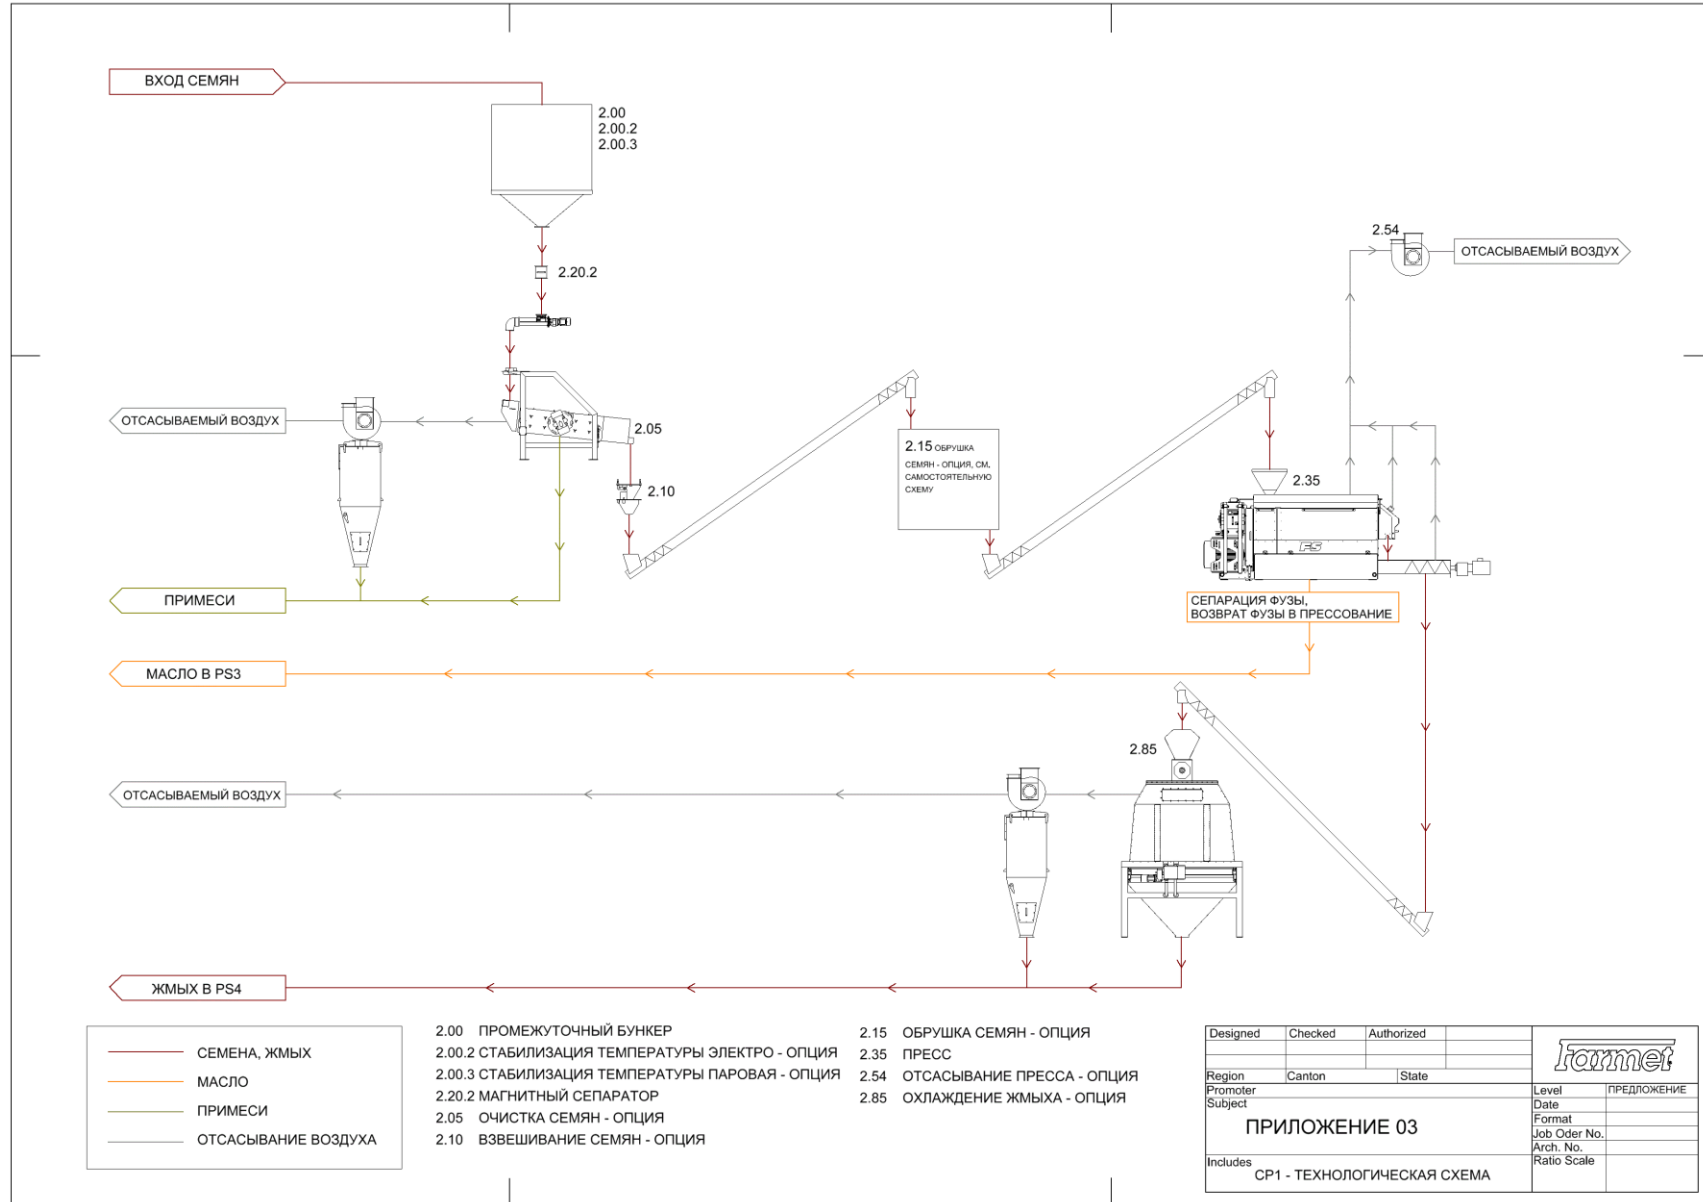 ВХОД СЕМЯН
2.00
2.00.2
2.00.3
2.20.2
2.54
ОТСАСЫВАЕМЫЙ ВОЗДУХ
ОТСАСЫВАЕМЫЙ ВОЗДУХ
2.05
2.10
2.15 ОБРУШКА
СЕМЯН - ОПЦИЯ, СМ.
САМОСТОЯТЕЛЬНУЮ
СХЕМУ
2.35
FS
ПРИМЕСИ
СЕПАРАЦИЯ ФУЗЫ,
ВОЗВРАТ ФУЗЫ В ПРЕССОВАНИЕ
МАСЛО В PS3
2.85
ОТСАСЫВАЕМЫЙ ВОЗДУХ
ЖМЫХ В PS4
СЕМЕНА, ЖМЫХ
МАСЛО
ПРИМЕСИ
ОТСАСЫВАНИЕ ВОЗДУХА
2.00 ПРОМЕЖУТОЧНЫЙ БУНКЕР
2.00.2 СТАБИЛИЗАЦИЯ ТЕМПЕРАТУРЫ ЭЛЕКТРО - ОПЦИЯ
2.00.3 СТАБИЛИЗАЦИЯ ТЕМПЕРАТУРЫ ПАРОВАЯ - ОПЦИЯ
2.20.2 МАГНИТНЫЙ СЕПАРАТОР
2.05 ОЧИСТКА СЕМЯН - ОПЦИЯ
2.10 ВЗВЕШИВАНИЕ СЕМЯН - ОПЦИЯ
2.15 ОБРУШКА СЕМЯН - ОПЦИЯ
2.35 ПРЕСС
2.54 ОТСАСЫВАНИЕ ПРЕССА - ОПЦИЯ
2.85 ОХЛАЖДЕНИЕ ЖМЫХА - ОПЦИЯ
Designed Checked Authorized
Farmet
Region Canton State
Promoter
Level ПРЕДЛОЖЕНИЕ
Subject
Date
ПРИЛОЖЕНИЕ 03
Format
Job Oder No.
Arch. No.
Includes
Ratio Scale
CP1 - ТЕХНОЛОГИЧЕСКАЯ СХЕМА